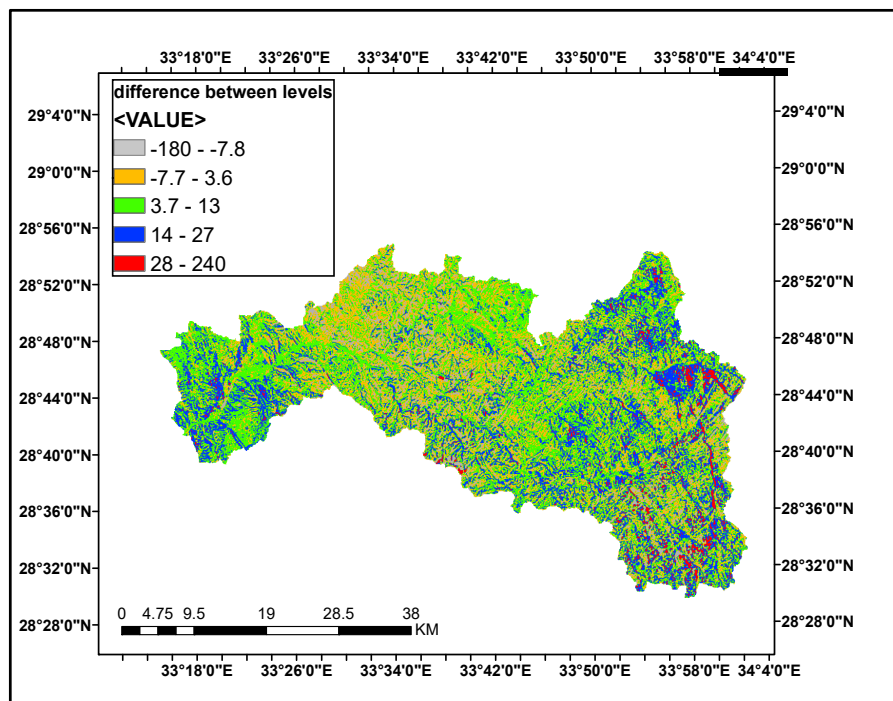 33°18'0"E 33°26'0"E 33°34'0"E 33°42'0"E 33°50'0"E 33°58'0"E 34°4'0"E
difference between levels
<VALUE>
-180 - -7.8
-7.7 - 3.6
3.7 - 13
14 - 27
28 - 240
29°4'0"N 29°4'0"N
29°0'0"N 29°0'0"N
28°56'0"N 28°56'0"N
28°52'0"N 28°52'0"N
28°48'0"N 28°48'0"N
28°44'0"N 28°44'0"N
28°40'0"N 28°40'0"N
28°36'0"N 28°36'0"N
28°32'0"N 28°32'0"N
28°28'0"N 28°28'0"N
0 4.75 9.5 19 28.5 38
KM
33°18'0"E 33°26'0"E 33°34'0"E 33°42'0"E 33°50'0"E 33°58'0"E 34°4'0"E